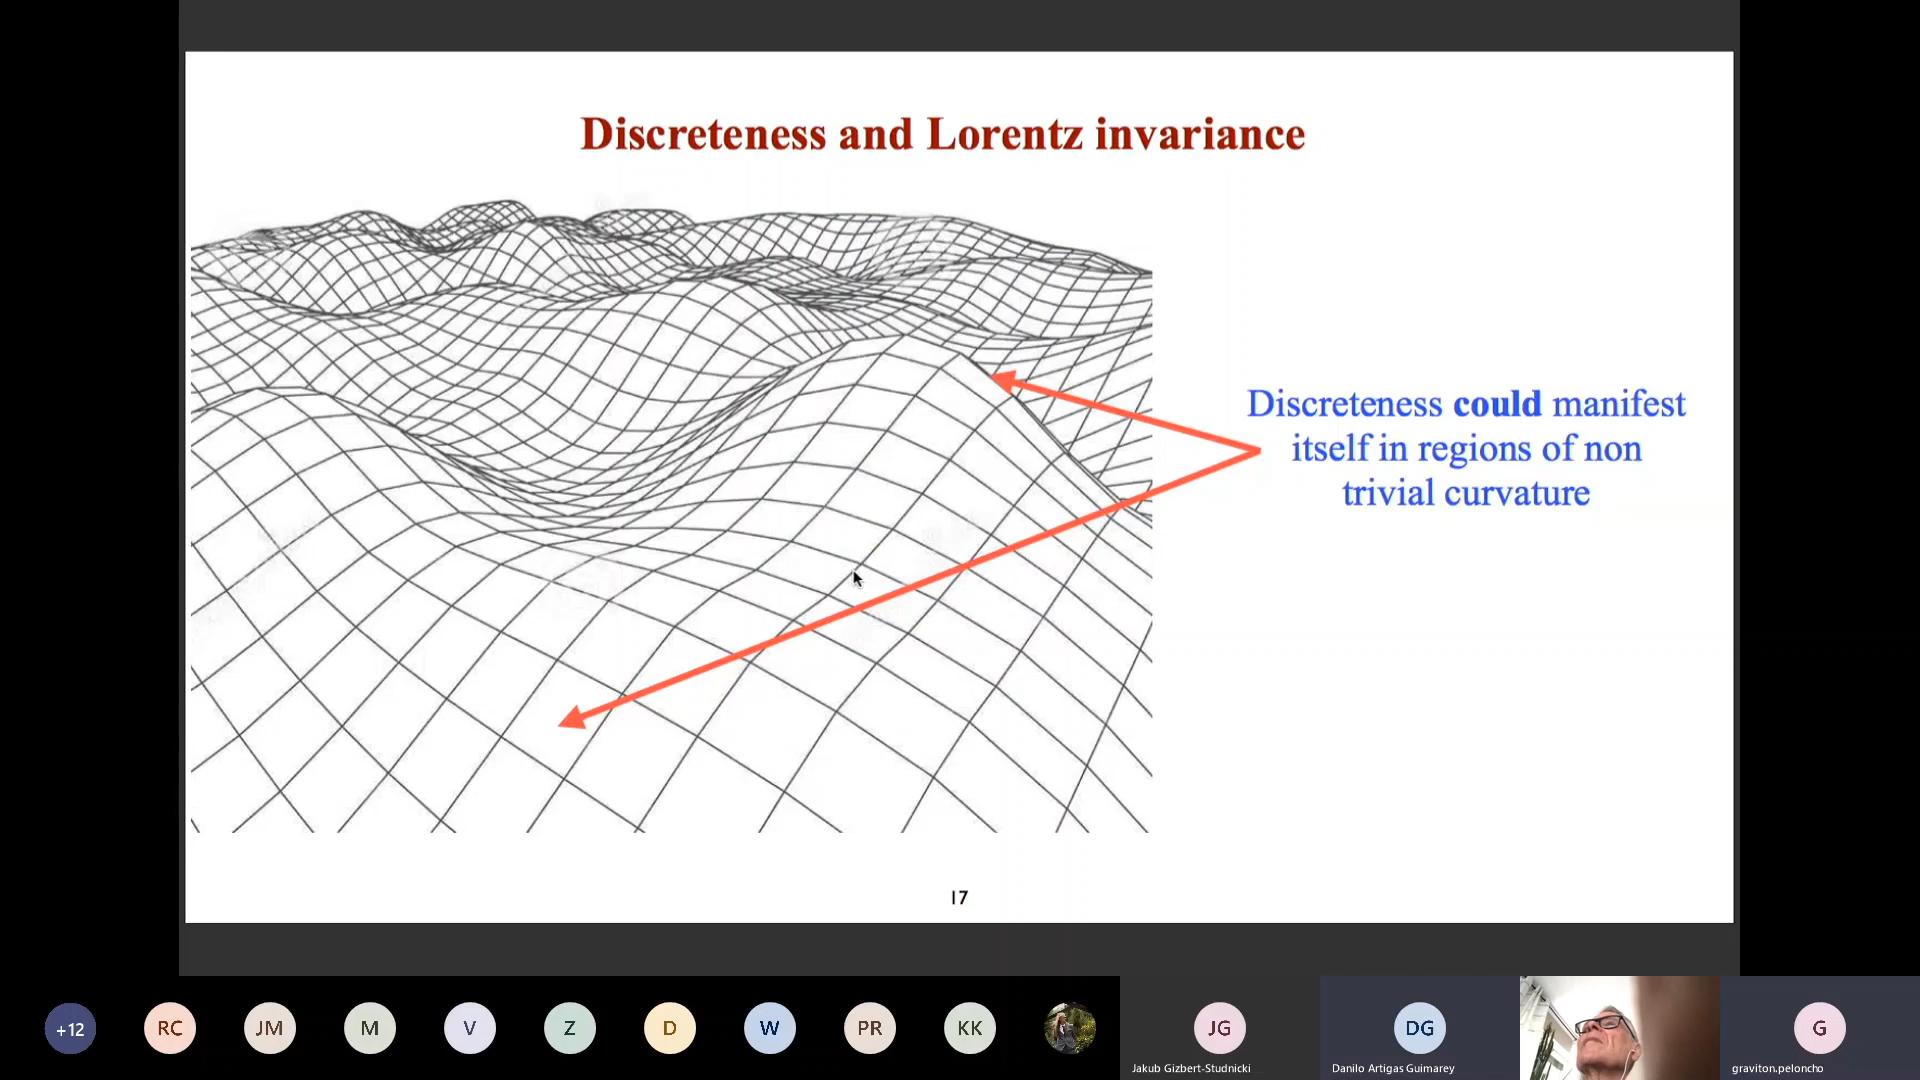 Discreteness and Lorentz invariance
Discreteness could manifest
itself in regions of non
trivial curvature
17
+12
RC
JM
M
V
Z
D
W
PR
KK
JG
Jakub Gizbert-Studnicki
DG
Danilo Artigas Guimarey
G
graviton.peloncho